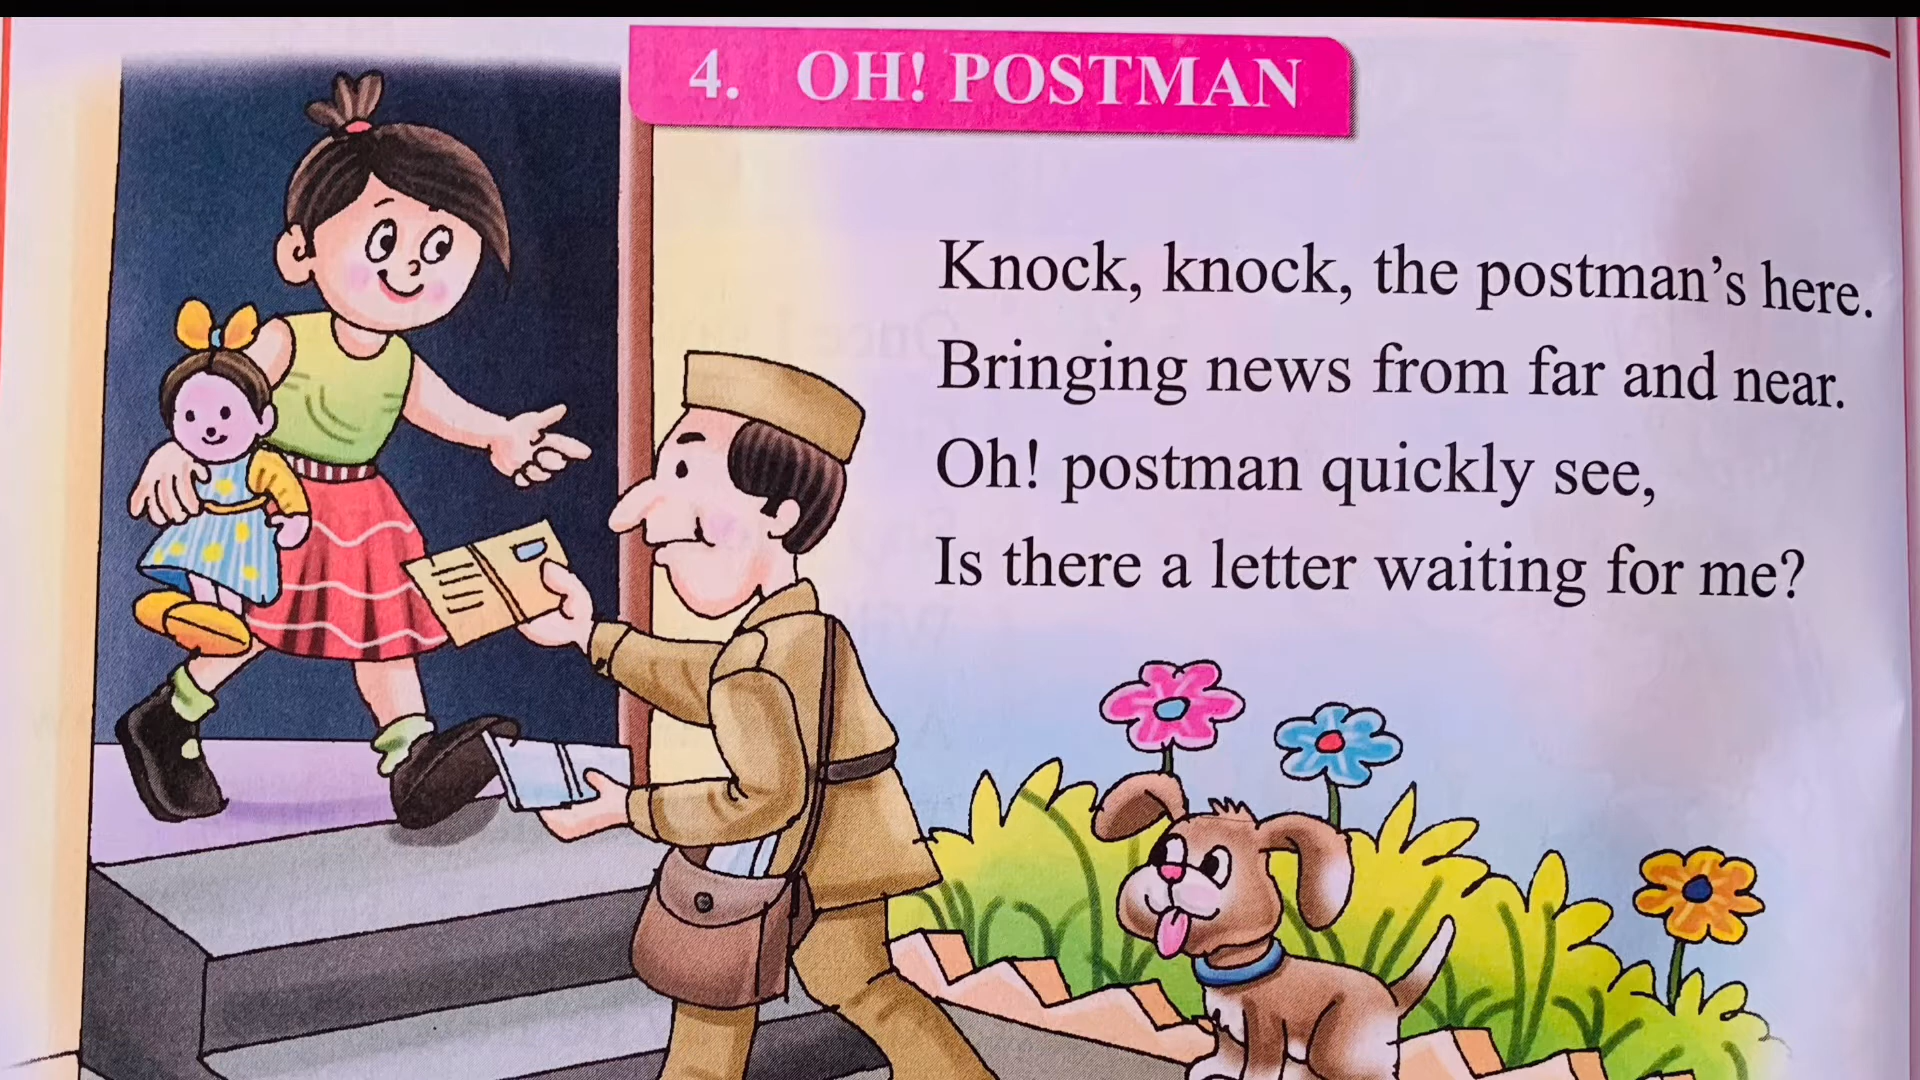 4. OH! POSTMAN
Knock, knock, the postman's here.
Bringing news from far and near.
Oh! postman quickly see,
Is there a letter waiting for me?